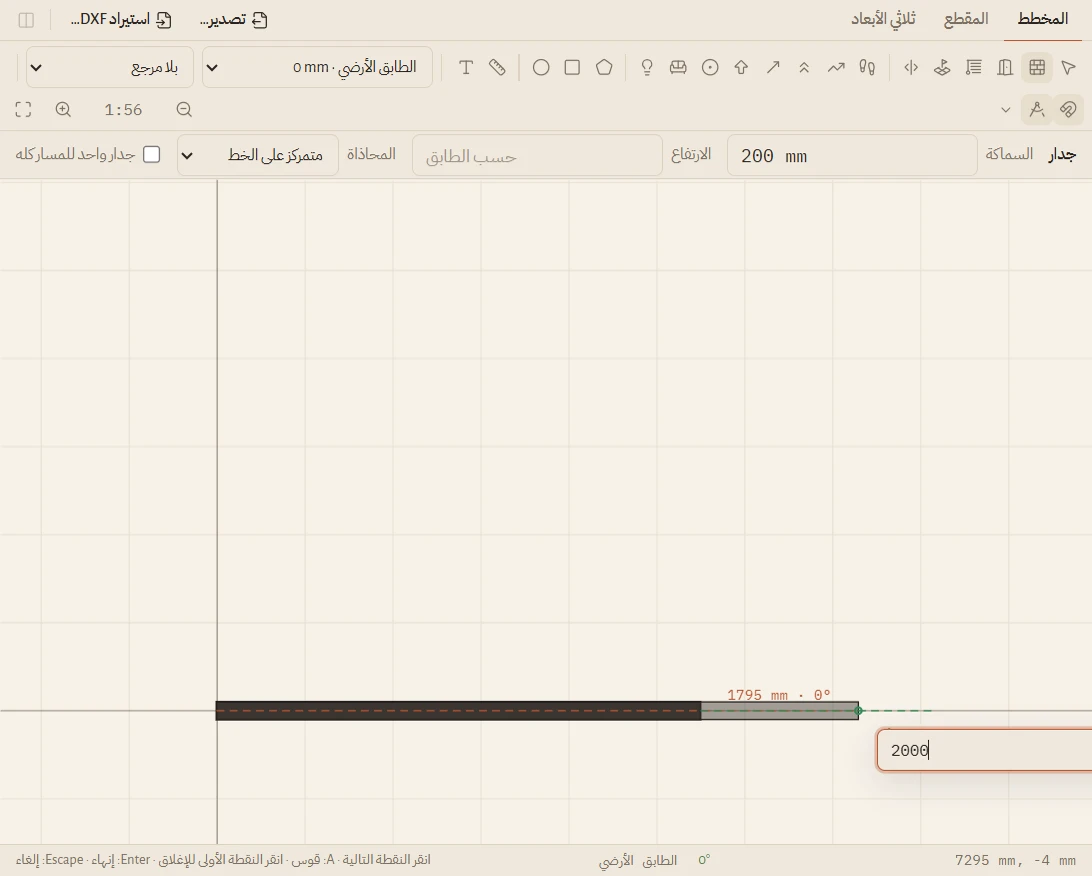 المخطط
المقطع
ثلاثي الأبعاد
تصدير...
استيراد DXF...
الطابق الأرضي · 0 mm
بلا مرجع
1:56
جدار
السماكة
200 mm
الارتفاع
حسب الطابق
المحاذاة
متمركز على الخط
جدار واحد للمسار كله
1795 mm · 0°
2000
7295 mm, -4 mm
0°
الطابق الأرضي
انقر النقطة التالية · A: قوس · انقر النقطة الأولى للإغلاق · Enter: إنهاء · Escape: إلغاء